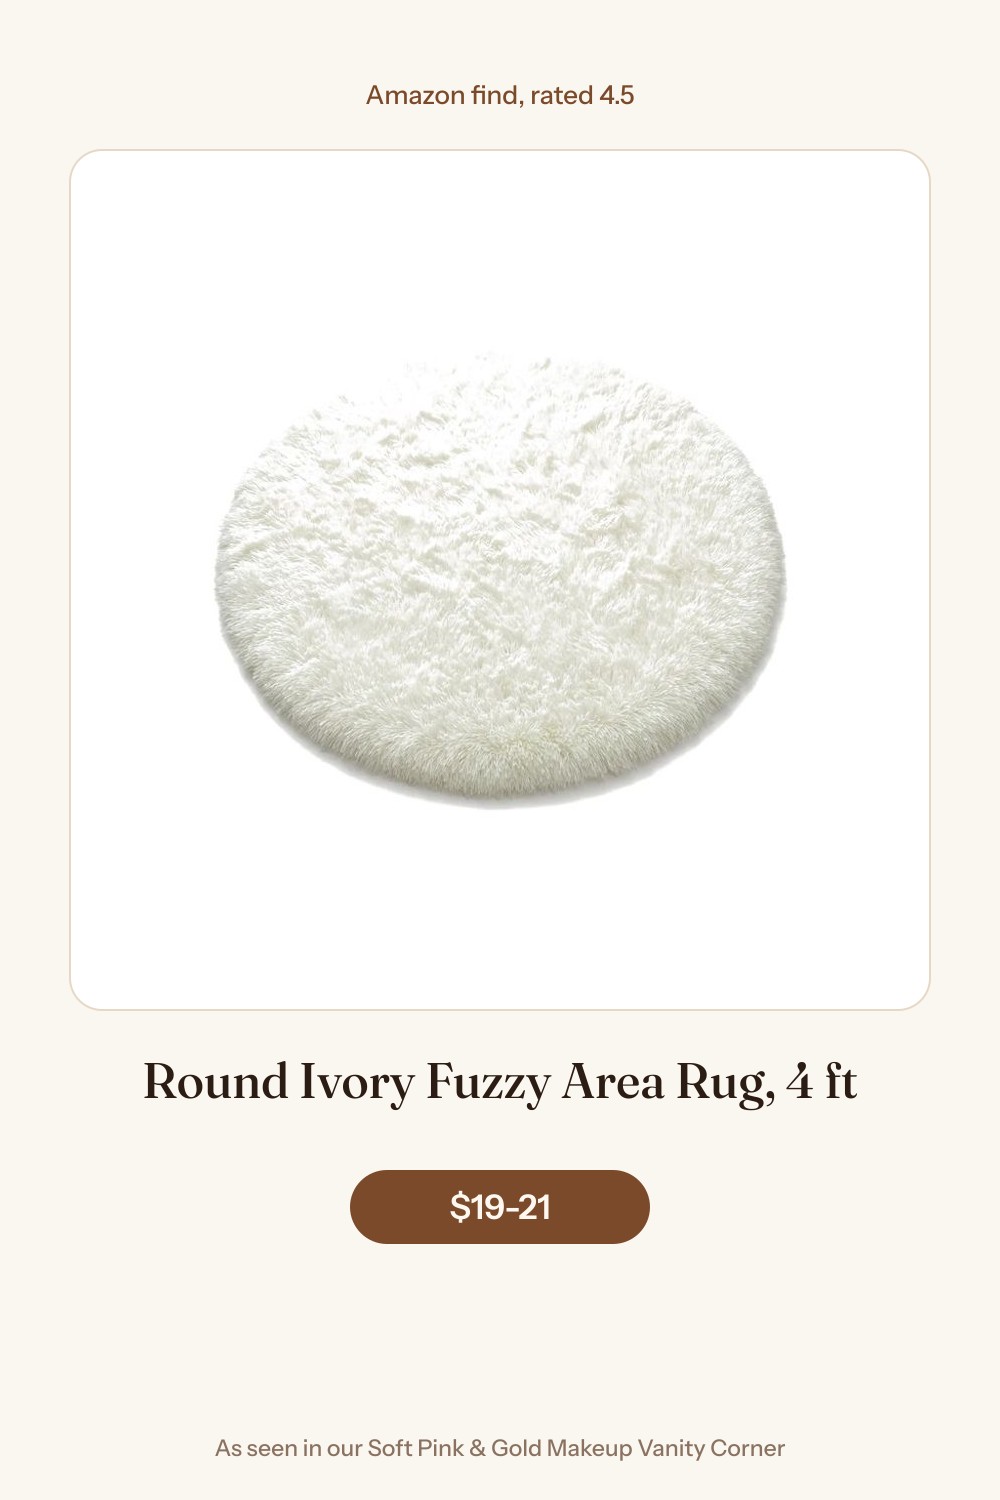 Amazon find, rated 4.5
Round Ivory Fuzzy Area Rug, 4 ft
$19-21
As seen in our Soft Pink & Gold Makeup Vanity Corner